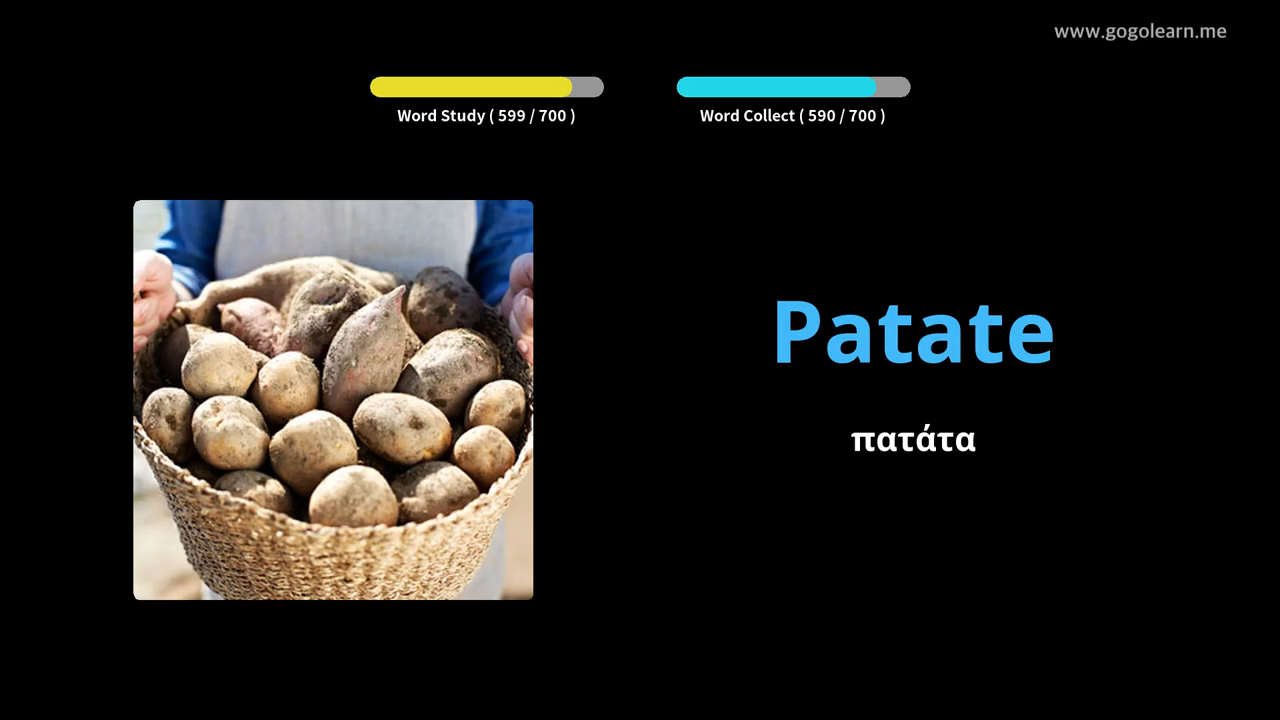 www.gogolearn.me
Word Study ( 599 / 700 )
Word Collect ( 590 / 700 )
Patate
πατάτα